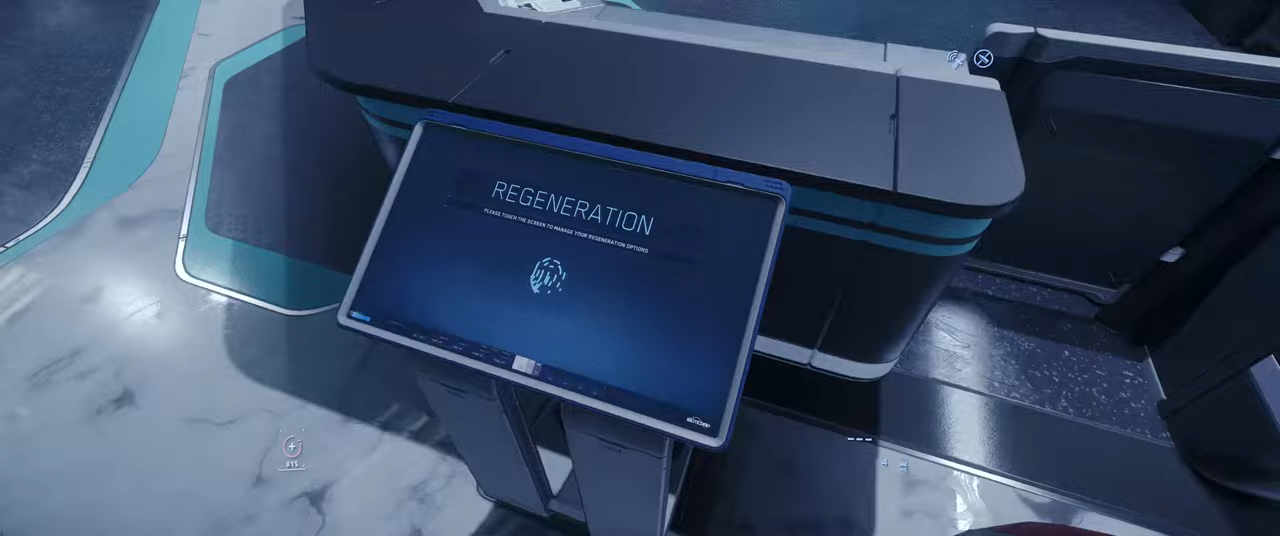 REGENERATION
PLEASE TOUCH THE SCREEN TO MANAGE YOUR REGENERATION OPTIONS